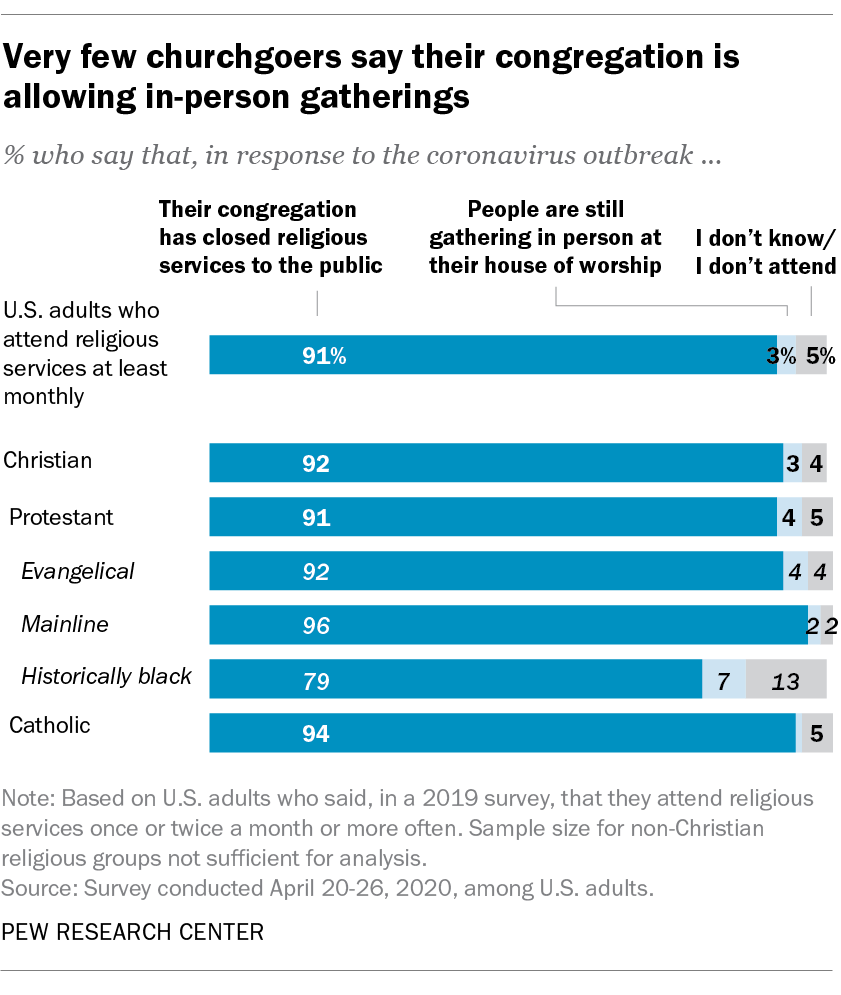 Very few churchgoers say their congregation is
allowing in-person gatherings
% who say that, in response to the coronavirus outbreak ...
Their congregation
has closed religious
services to the public
People are still
gathering in person at
their house of worship
I don't know/
I don't attend
U.S. adults who
attend religious
services at least
monthly
91% 3% 5%
Christian 92 3 4
Protestant 91 4 5
Evangelical 92 4 4
Mainline 96 2 2
Historically black 79 7 13
Catholic 94 5
Note: Based on U.S. adults who said, in a 2019 survey, that they attend religious
services once or twice a month or more often. Sample size for non-Christian
religious groups not sufficient for analysis.
Source: Survey conducted April 20-26, 2020, among U.S. adults.
PEW RESEARCH CENTER